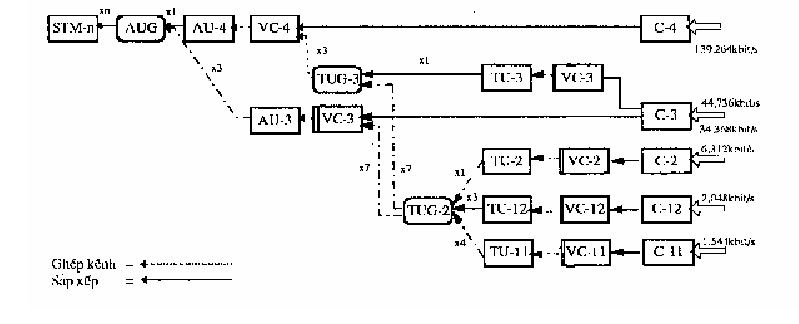 STM-n xn AUG x1 AU-4 VC-4 C-4
139,264kbit/s
x3
x3 TUG-3 x1 TU-3 VC-3
44,736kbit/s
AU-3 VC-3 C-3
34,368kbit/s
6,312kbit/s
x7 x7 x1 TU-2 VC-2 C-2
2,048kbit/s
TUG-2 x3 TU-12 VC-12 C-12
1,544kbit/s
x4 TU-11 VC-11 C-11
Ghép kênh =
Sắp xếp =